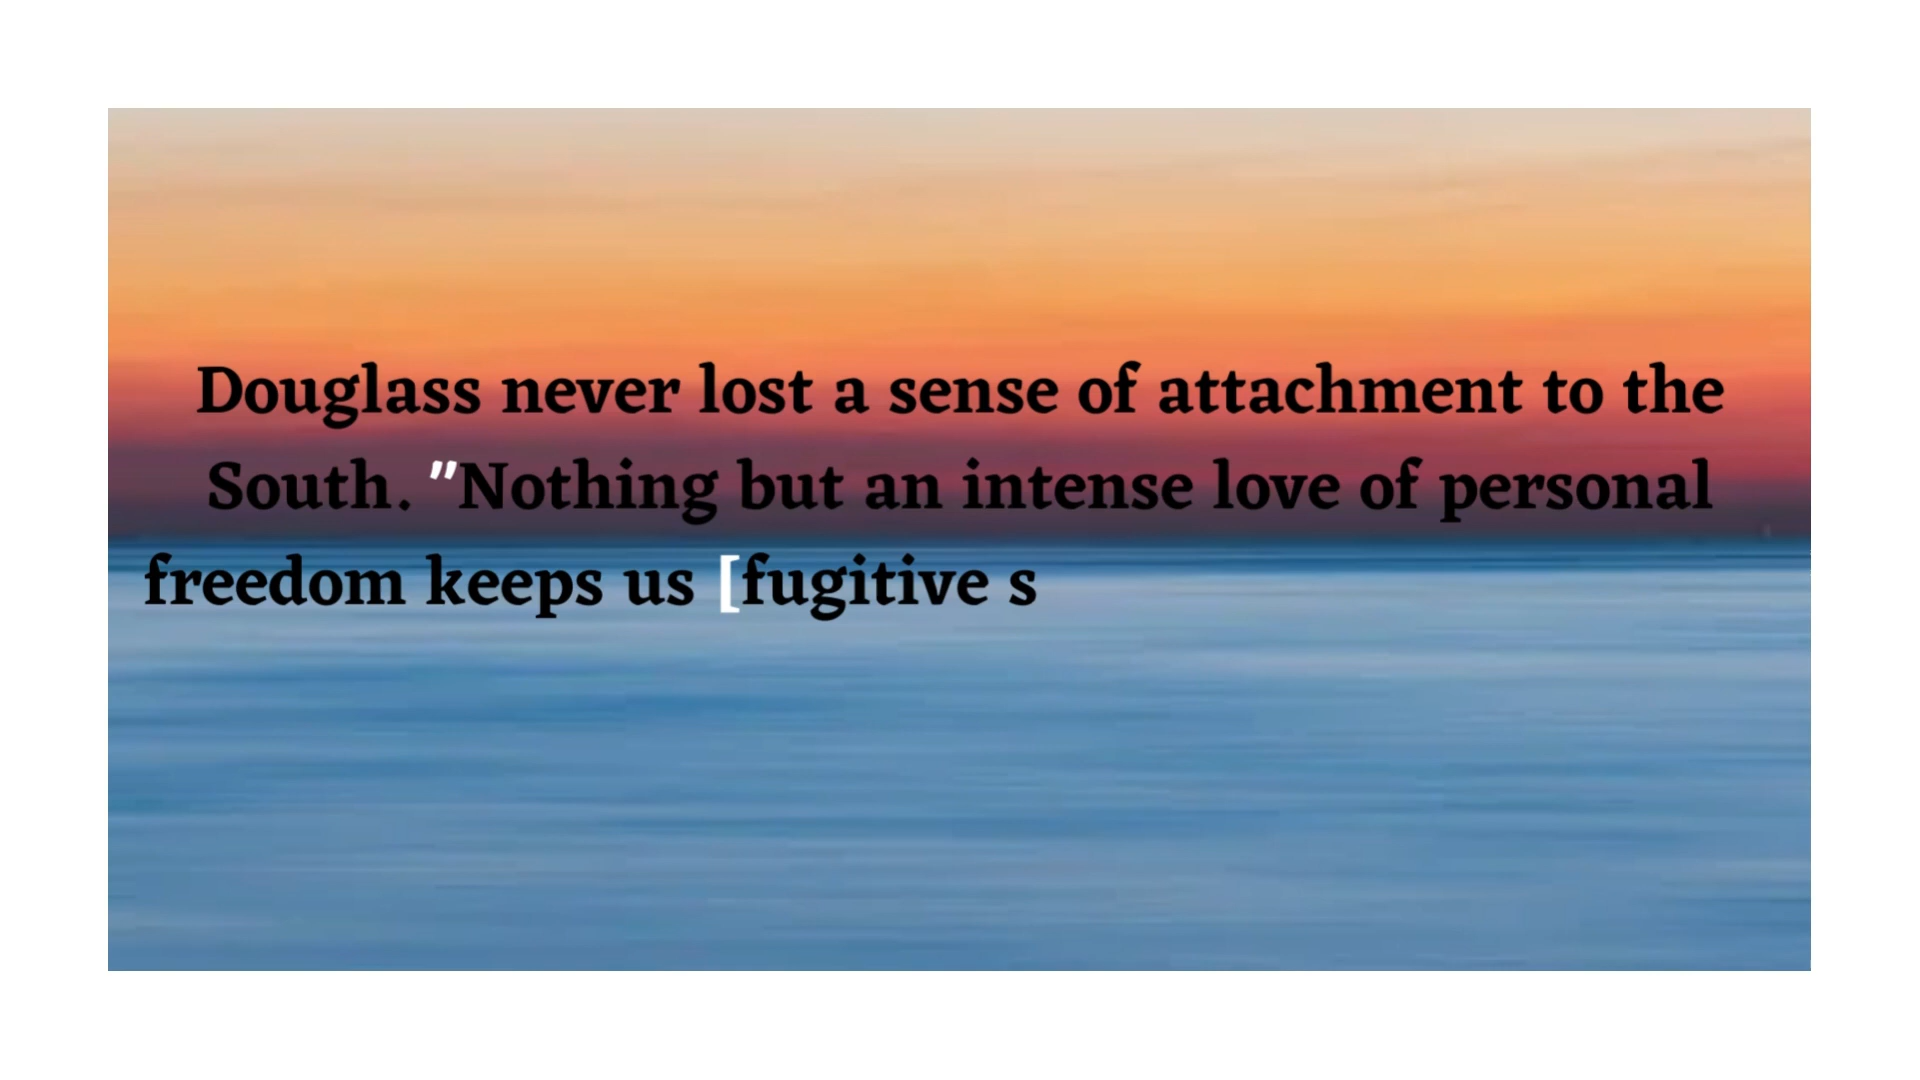 Douglass never lost a sense of attachment to the
South. "Nothing but an intense love of personal
freedom keeps us [fugitive s